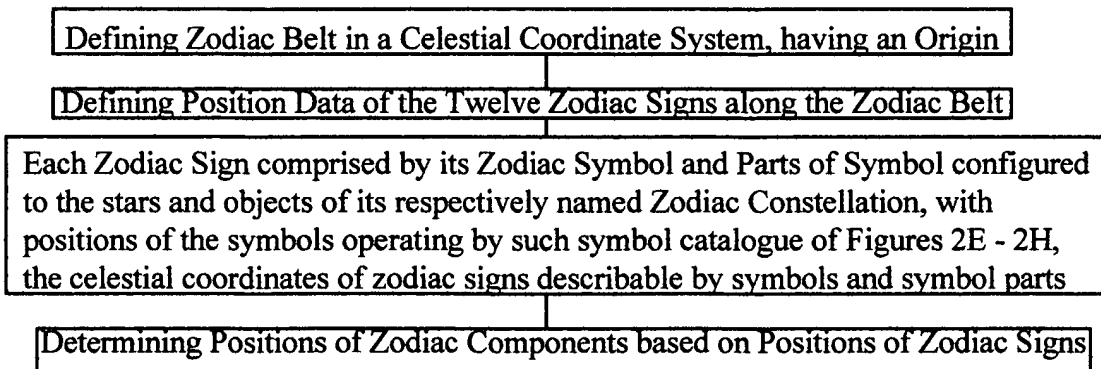 Defining Zodiac Belt in a Celestial Coordinate System, having an Origin
Defining Position Data of the Twelve Zodiac Signs along the Zodiac Belt
Each Zodiac Sign comprised by its Zodiac Symbol and Parts of Symbol configured
to the stars and objects of its respectively named Zodiac Constellation, with
positions of the symbols operating by such symbol catalogue of Figures 2E - 2H,
the celestial coordinates of zodiac signs describable by symbols and symbol parts
Determining Positions of Zodiac Components based on Positions of Zodiac Signs